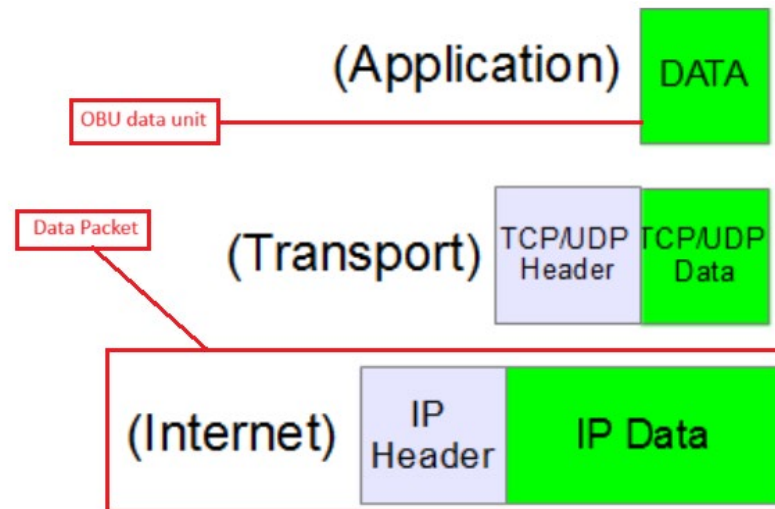 (Application)
DATA
OBU data unit
Data Packet
(Transport)
TCP/UDP
Header
TCP/UDP
Data
(Internet)
IP
Header
IP Data